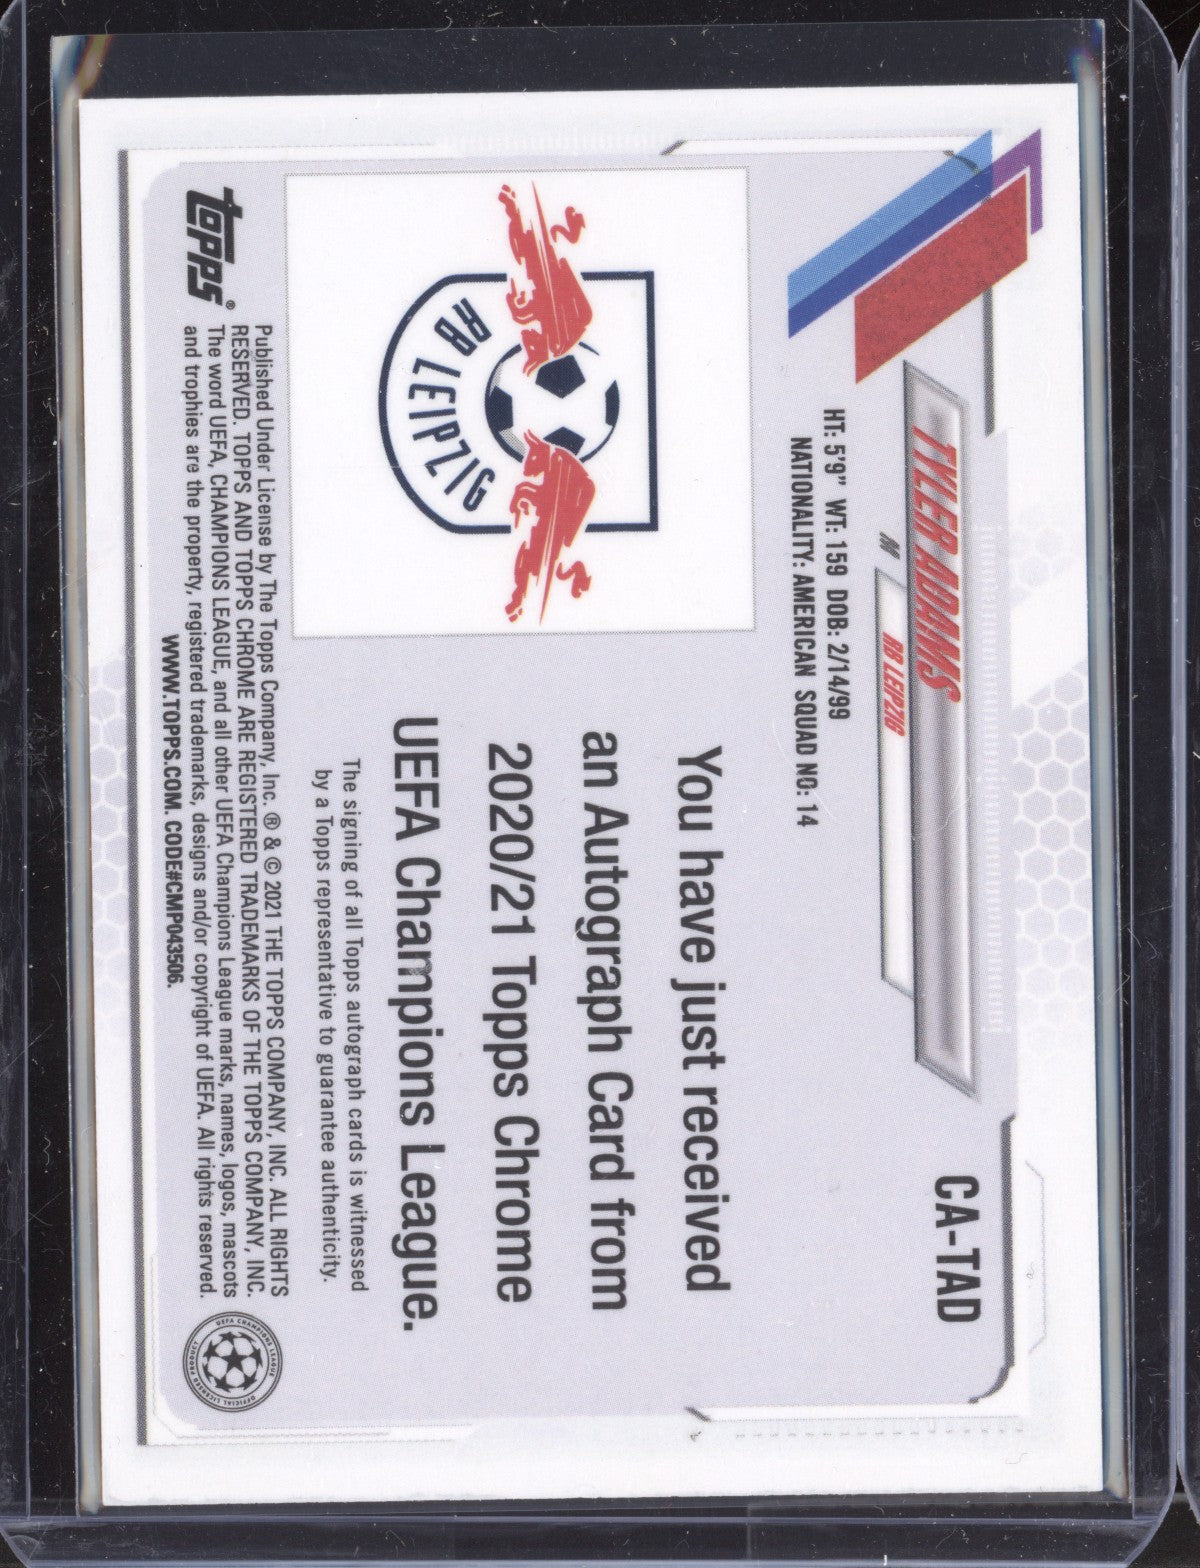 CA-TAD
TYLER ADAMS
M RB LEIPZIG
HT: 5'9" WT: 159 DOB: 2/14/99
NATIONALITY: AMERICAN SQUAD NO: 14
RB LEIPZIG
You have just received
an Autograph Card from
2020/21 Topps Chrome
UEFA Champions League.
The signing of all Topps autograph cards is witnessed
by a Topps representative to guarantee authenticity.
topps®
Published Under License by The Topps Company, Inc. ® & © 2021 THE TOPPS COMPANY, INC. ALL RIGHTS
RESERVED. TOPPS AND TOPPS CHROME ARE REGISTERED TRADEMARKS OF THE TOPPS COMPANY, INC.
The word UEFA, CHAMPIONS LEAGUE, and all other UEFA Champions League marks, names, logos, mascots
and trophies are the property, registered trademarks, designs and/or copyright of UEFA. All rights reserved.
WWW.TOPPS.COM. CODE#CMP043506.
UEFA CHAMPIONS LEAGUE
OFFICIAL LICENSED PRODUCT